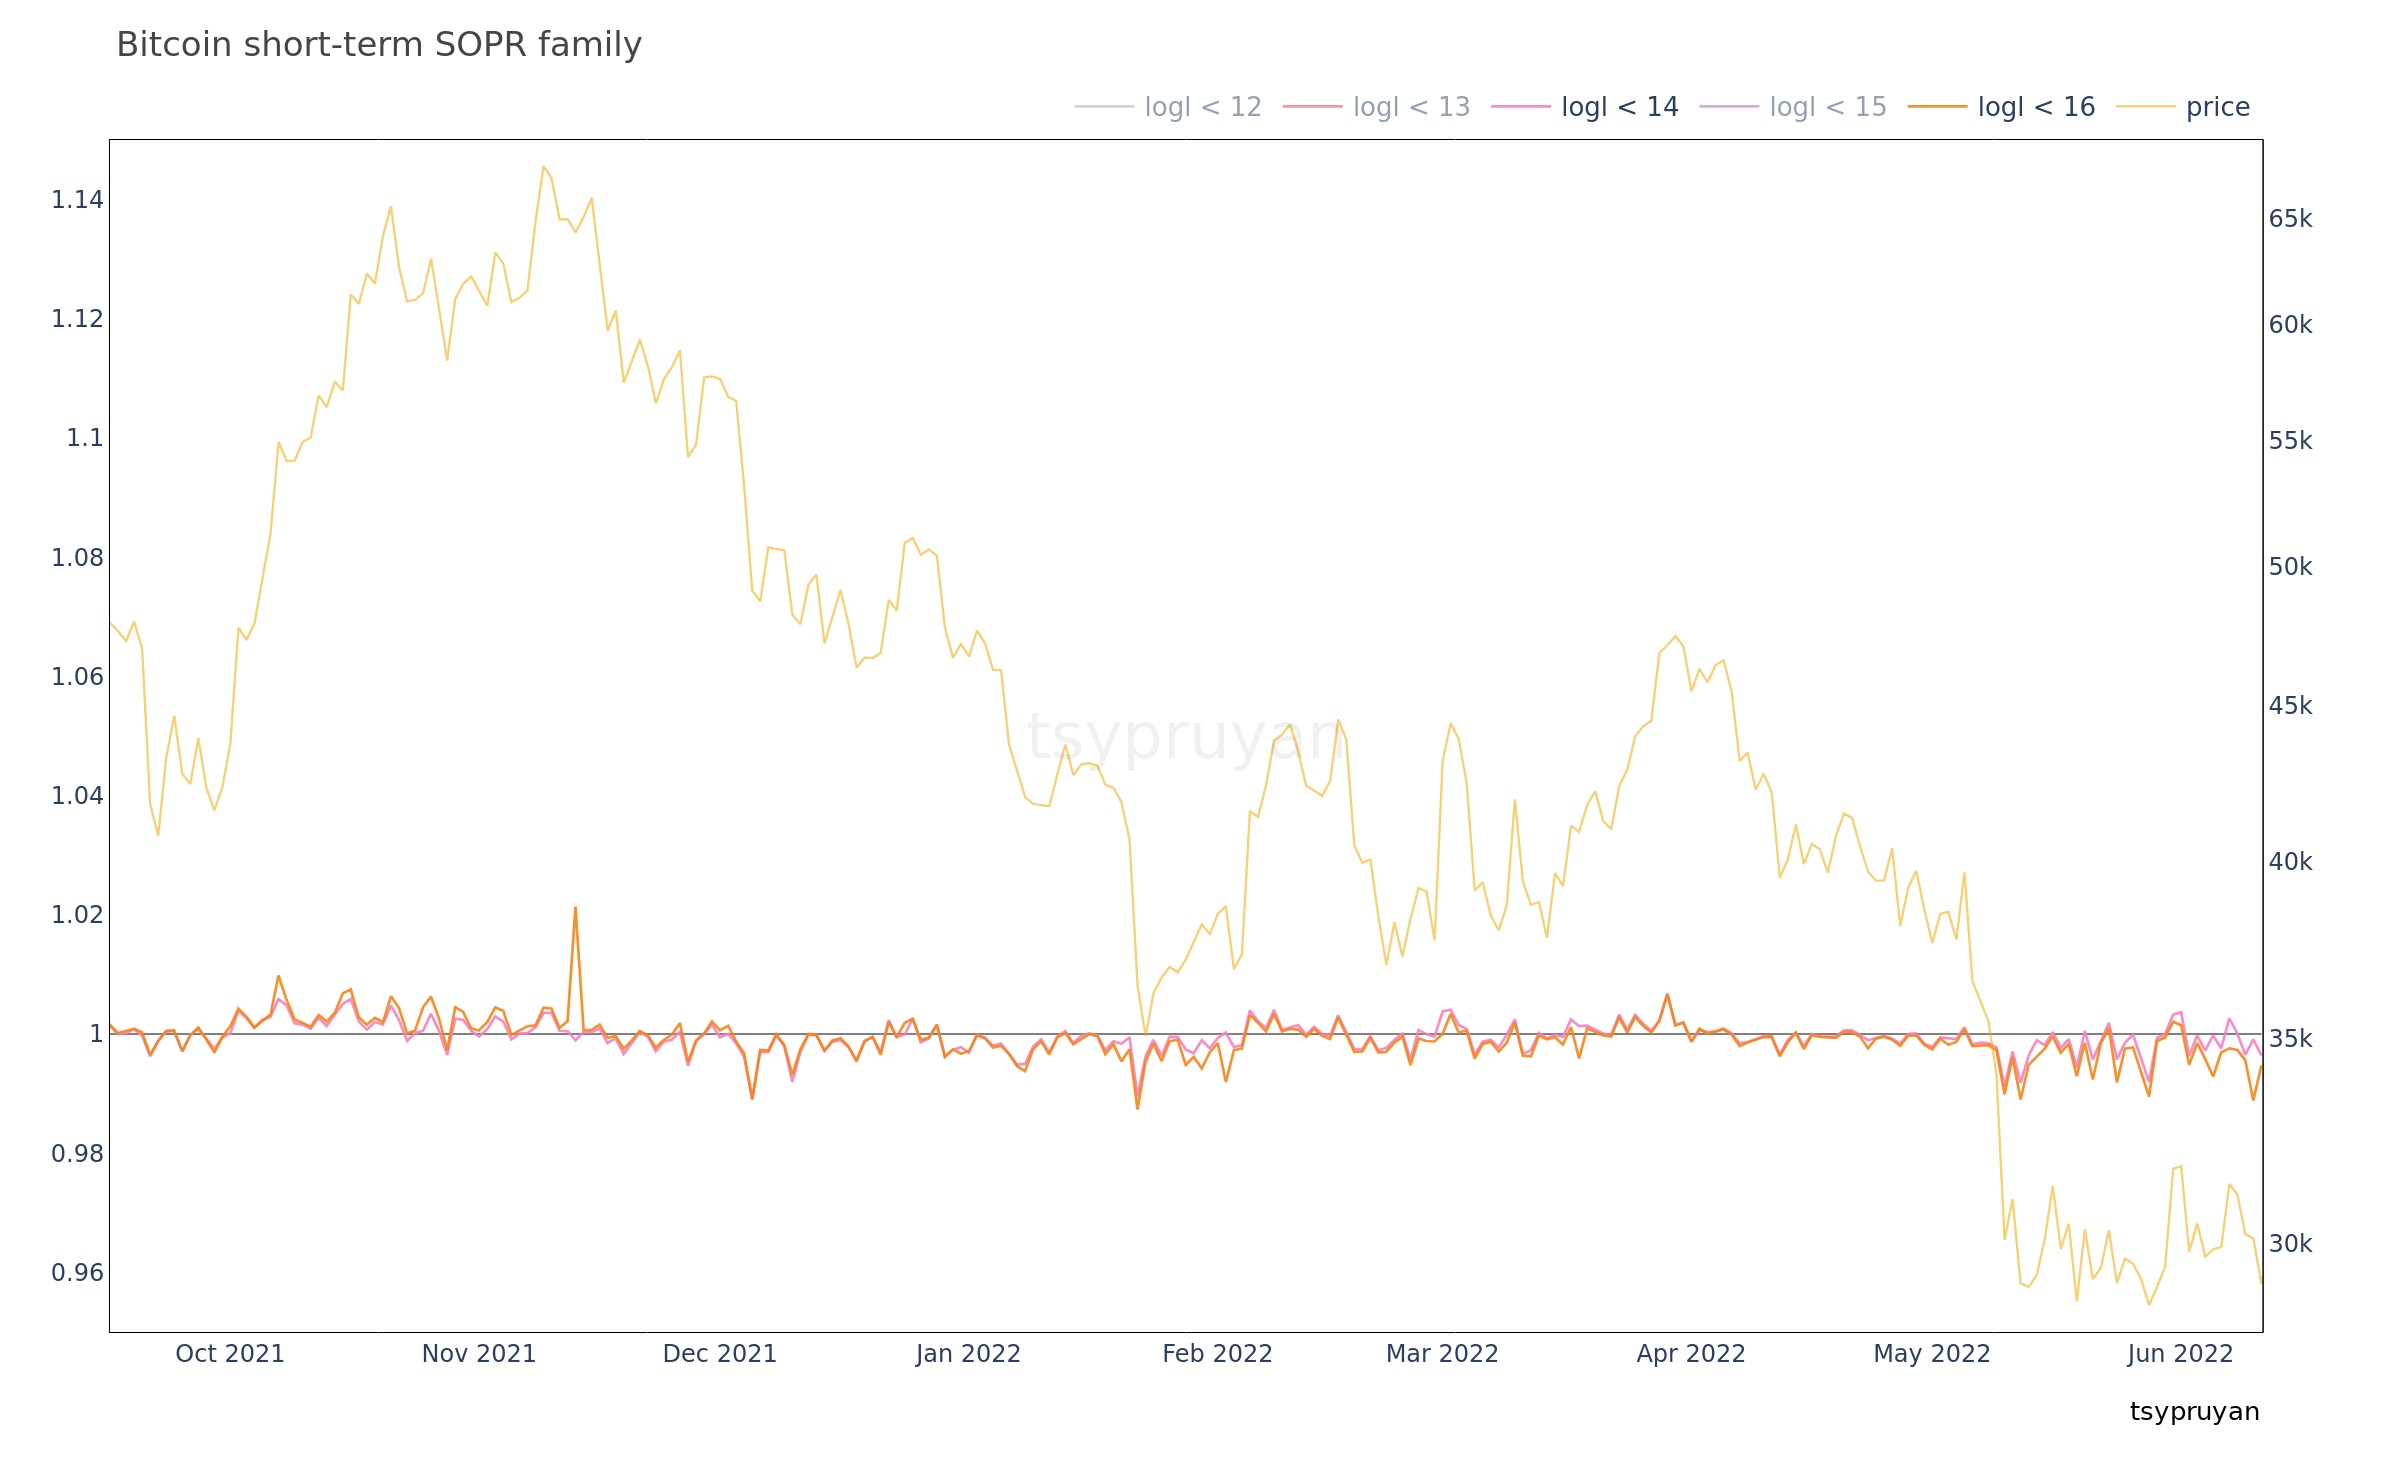 Bitcoin short-term SOPR family
logl < 12 logl < 13 logl < 14 logl < 15 logl < 16 price
1.14
1.12
1.1
1.08
1.06
1.04
1.02
1
0.98
0.96
65k
60k
55k
50k
45k
40k
35k
30k
tsypruyan
Oct 2021 Nov 2021 Dec 2021 Jan 2022 Feb 2022 Mar 2022 Apr 2022 May 2022 Jun 2022
tsypruyan